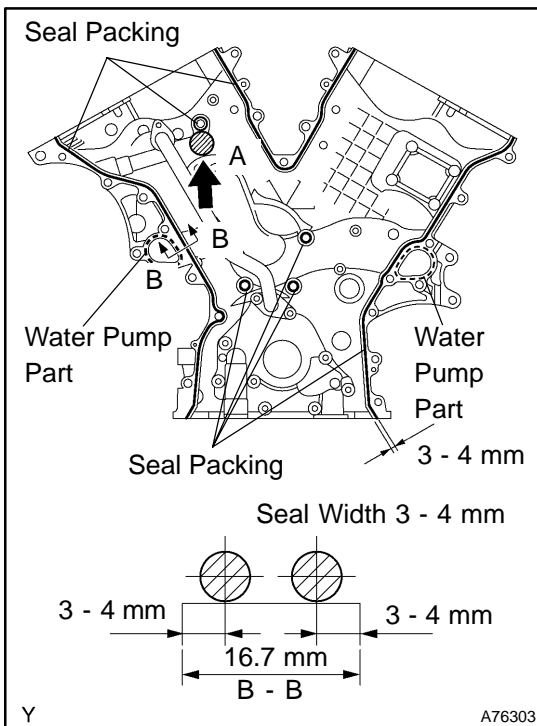 Seal Packing
A
B
B
Water Pump
Part
Water
Pump
Part
Seal Packing
3 - 4 mm
Seal Width 3 - 4 mm
3 - 4 mm
3 - 4 mm
16.7 mm
B - B
Y
A76303